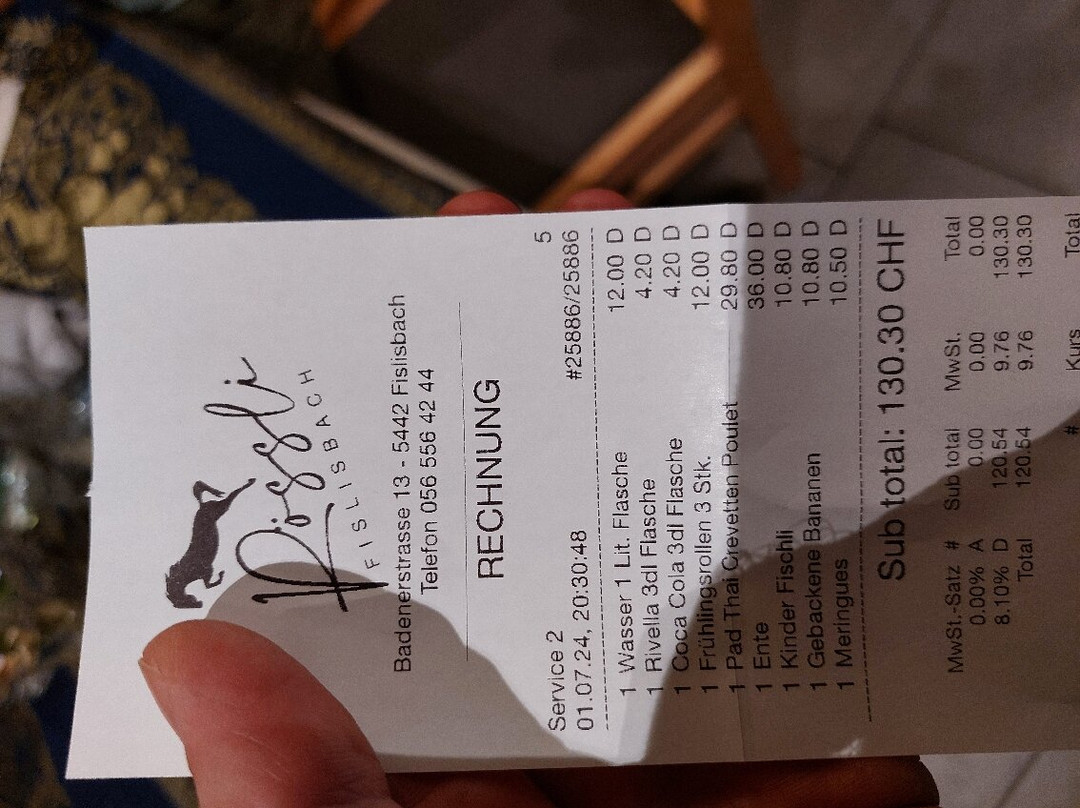 Rössli
FISLISBACH
Badenerstrasse 13 - 5442 Fislisbach
Telefon 056 556 42 44
RECHNUNG
Service 2 5
01.07.24, 20:30:48 #25886/25886
1 Wasser 1 Lit. Flasche 12.00 D
1 Rivella 3dl Flasche 4.20 D
1 Coca Cola 3dl Flasche 4.20 D
1 Frühlingsrollen 3 Stk. 12.00 D
1 Pad Thai Crevetten Poulet 29.80 D
1 Ente 36.00 D
1 Kinder Fischli 10.80 D
1 Gebackene Bananen 10.80 D
1 Meringues 10.50 D
Sub total: 130.30 CHF
MwSt.-Satz # Sub total MwSt. Total
0.00% A 0.00 0.00 0.00
8.10% D 120.54 9.76 130.30
Total 120.54 9.76 130.30
# Kurs Total